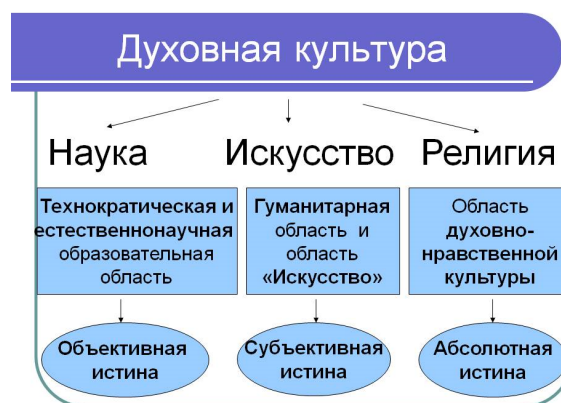 Духовная культура
Наука
Искусство
Религия
Технократическая и
естественнонаучная
образовательная
область
Гуманитарная
область и
область
«Искусство»
Область
духовно-
нравственной
культуры
Объективная
истина
Субъективная
истина
Абсолютная
истина